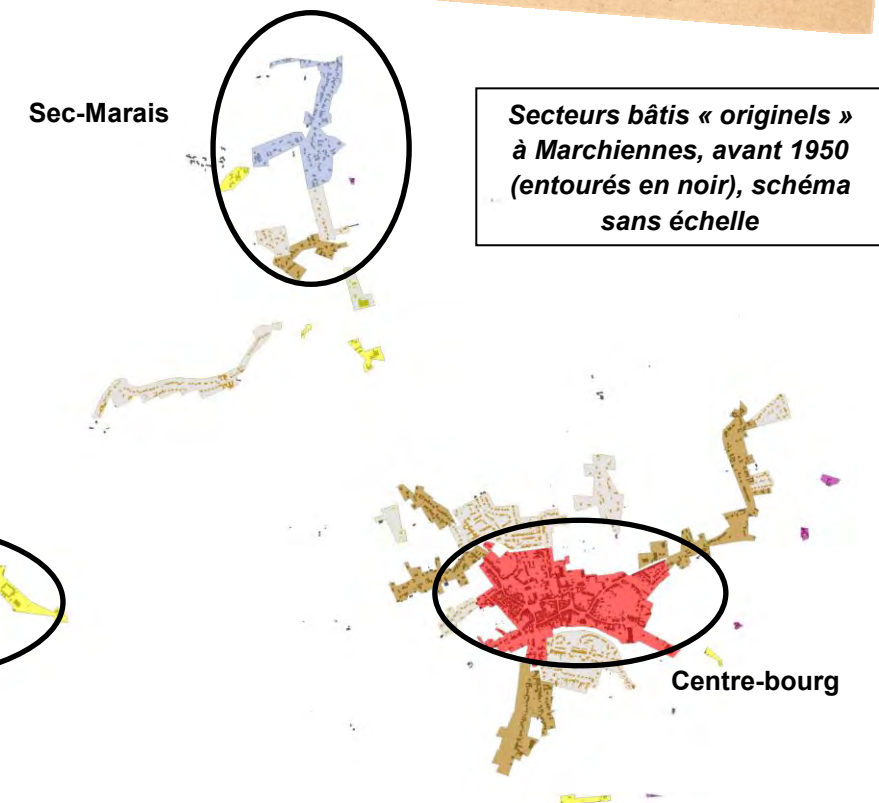 Sec-Marais
Secteurs bâtis « originels »
à Marchiennes, avant 1950
(entourés en noir), schéma
sans échelle
Centre-bourg